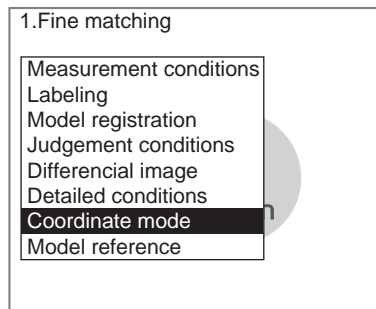 1.Fine matching
Measurement conditions
Labeling
Model registration
Judgement conditions
Differencial image
Detailed conditions
Coordinate mode
Model reference